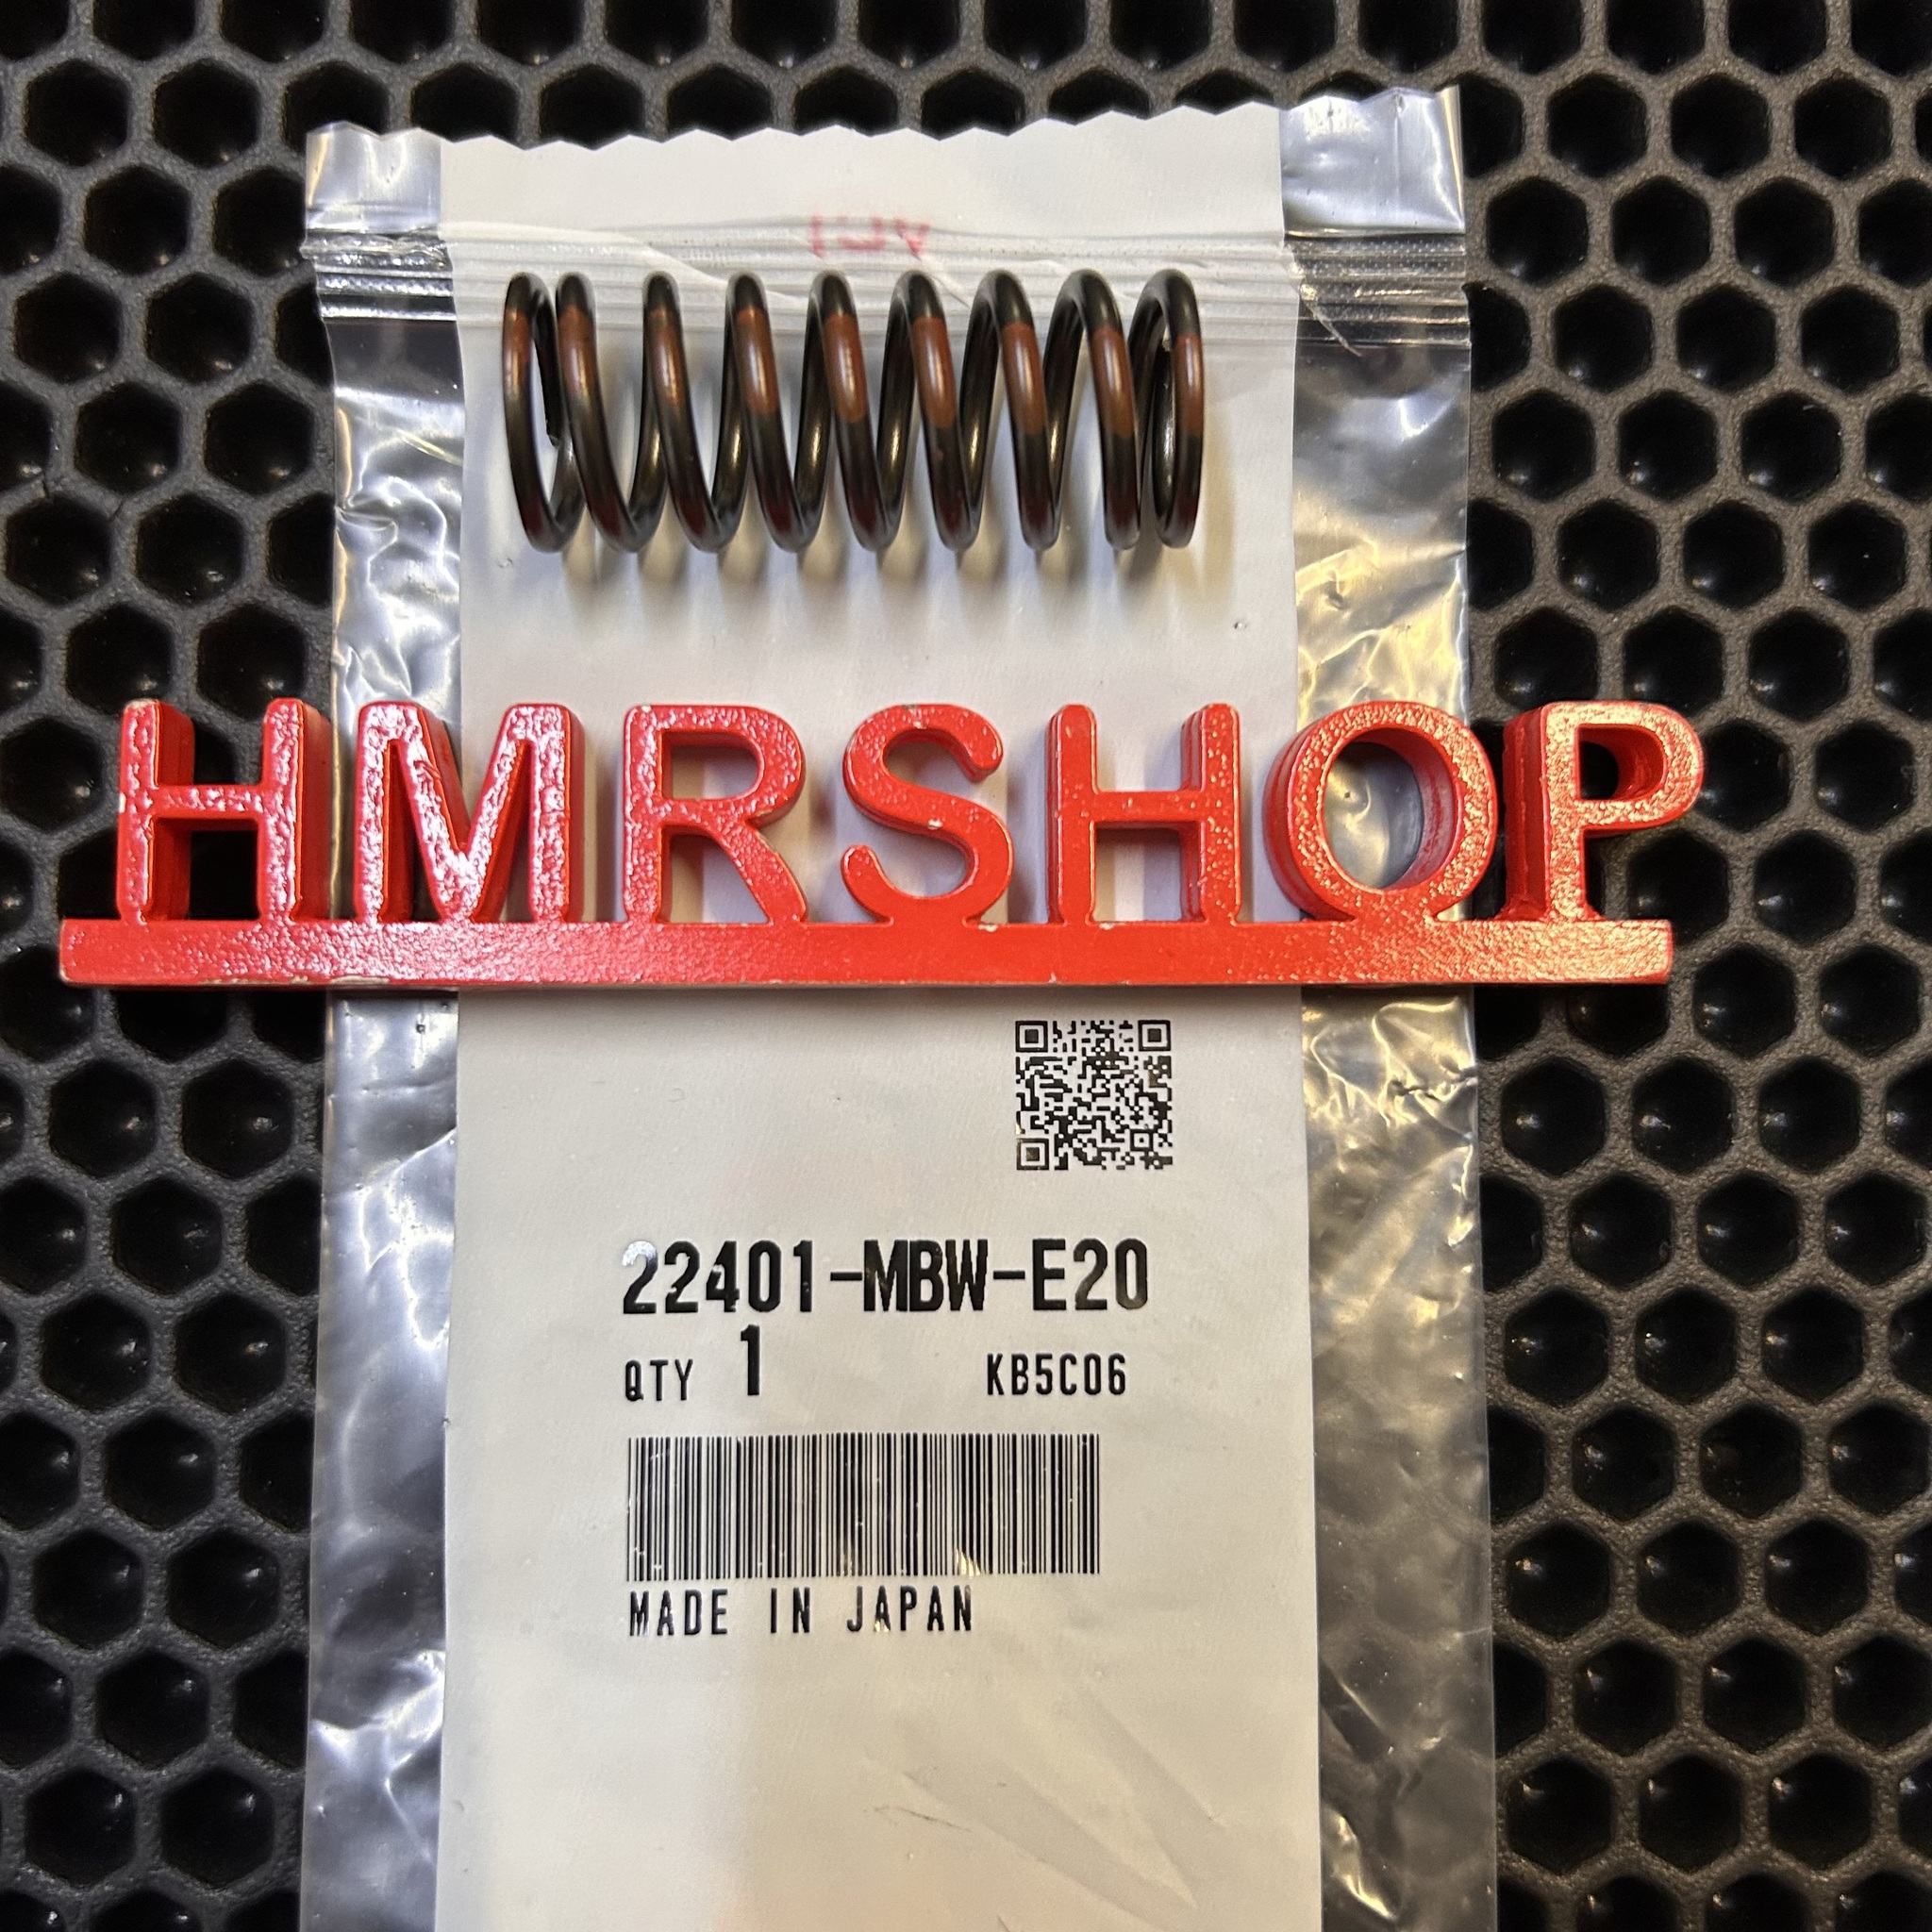 HMRSHOP
22401-MBW-E20
QTY 1 KB5C06
MADE IN JAPAN